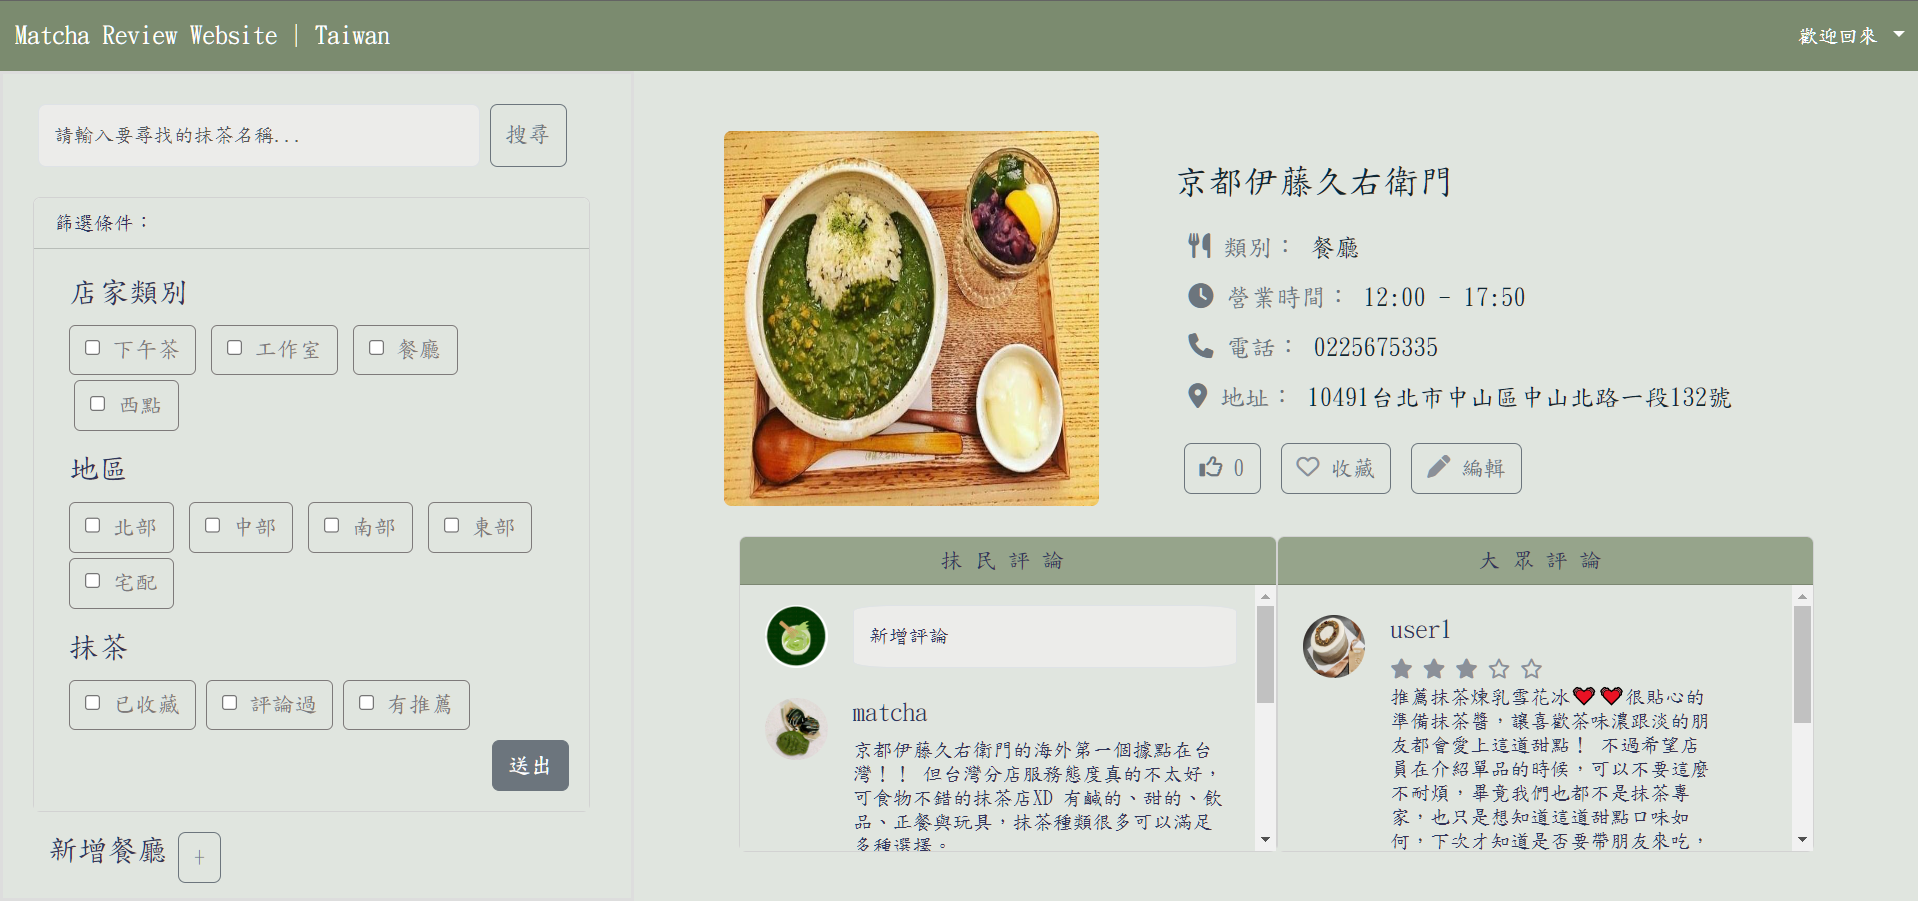 Matcha Review Website | Taiwan
歡迎回來
請輸入要尋找的抹茶名稱...
搜尋
篩選條件：
店家類別
下午茶
工作室
餐廳
西點
地區
北部
中部
南部
東部
宅配
抹茶
已收藏
評論過
有推薦
送出
新增餐廳 +
京都伊藤久右衛門
類別： 餐廳
營業時間： 12:00 - 17:50
電話： 0225675335
地址： 10491台北市中山區中山北路一段132號
0
收藏
編輯
抹民評論
新增評論
matcha
京都伊藤久右衛門的海外第一個據點在台
灣！！ 但台灣分店服務態度真的不太好，
可食物不錯的抹茶店XD 有鹹的、甜的、飲
品、正餐與玩具，抹茶種類很多可以滿足
多種選擇。
大眾評論
user1
推薦抹茶煉乳雪花冰❤❤很貼心的
準備抹茶醬，讓喜歡茶味濃跟淡的朋
友都會愛上這道甜點！ 不過希望店
員在介紹單品的時候，可以不要這麼
不耐煩，畢竟我們也都不是抹茶專
家，也只是想知道這道甜點口味如
何，下次才知道是否要帶朋友來吃，